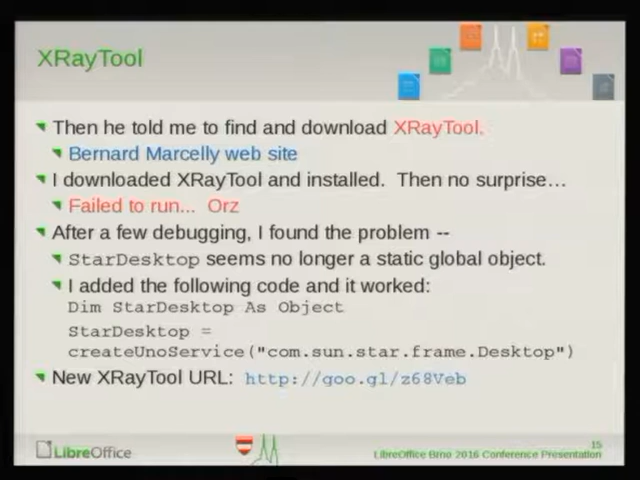 XRayTool
Then he told me to find and download XRayTool.
Bernard Marcelly web site
I downloaded XRayTool and installed. Then no surprise…
Failed to run... Orz
After a few debugging, I found the problem --
StarDesktop seems no longer a static global object.
I added the following code and it worked:
Dim StarDesktop As Object
StarDesktop =
createUnoService("com.sun.star.frame.Desktop")
New XRayTool URL: http://goo.gl/z68Veb
LibreOffice
15
LibreOffice Brno 2016 Conference Presentation